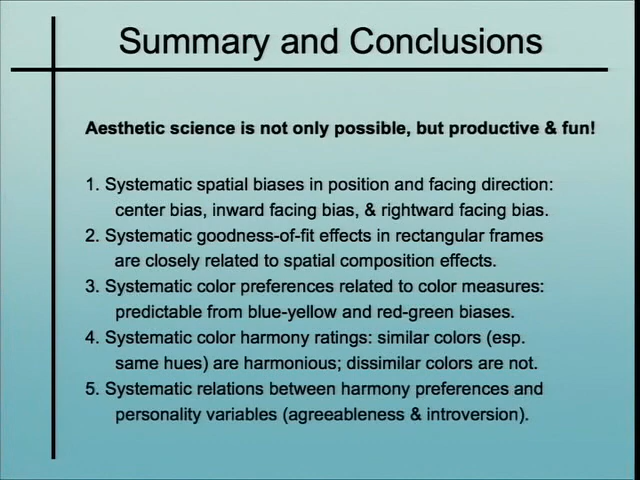 Summary and Conclusions
Aesthetic science is not only possible, but productive & fun!
1. Systematic spatial biases in position and facing direction:
center bias, inward facing bias, & rightward facing bias.
2. Systematic goodness-of-fit effects in rectangular frames
are closely related to spatial composition effects.
3. Systematic color preferences related to color measures:
predictable from blue-yellow and red-green biases.
4. Systematic color harmony ratings: similar colors (esp.
same hues) are harmonious; dissimilar colors are not.
5. Systematic relations between harmony preferences and
personality variables (agreeableness & introversion).